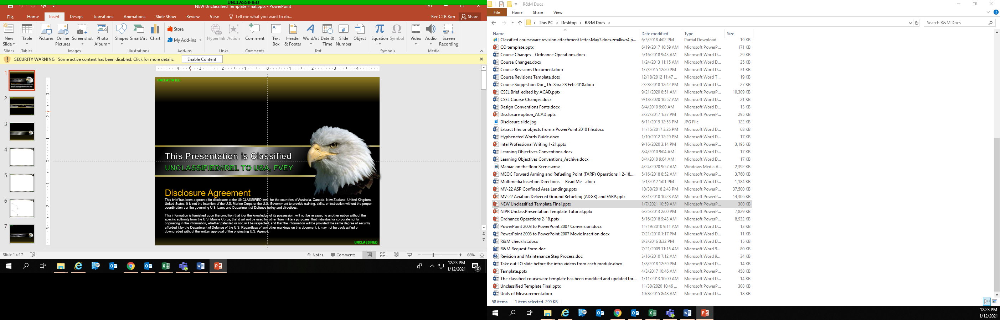 UNCLASSIFIED
NEW Unclassified Template FInal.pptx - PowerPoint
File Home Insert Design Transitions Animations Slide Show Review View Tell me what you want to do... Rex CTR Kim Share
New Slide Table Pictures Online Pictures Screenshot Photo Album Shapes SmartArt Chart Store My Add-ins Hyperlink Action Comment Text Box Header & Footer WordArt Date & Time Slide Number Object Equation Symbol Video Audio Screen Recording
Slides Tables Images Illustrations Add-ins Links Comments Text Symbols Media
SECURITY WARNING Some active content has been disabled. Click for more details. Enable Content
4 3 2 1 0 1 2 3 4
3 2 1 0 1 2 3
1
2
3
4
5
6
7
UNCLASSIFIED
This Presentation is Classified
UNCLASSIFIED//REL TO USA, FVEY
Disclosure Agreement
This brief has been approved for disclosure at the UNCLASSIFIED level for the countries of Australia, Canada, New Zealand, United Kingdom,
United States. It is not the intention of the U.S. Marine Corps or the U.S. Government to provide training, skills, or instruction without the proper
coordination per the governing U.S. Laws and Department of Defense policy and directives.
This information is furnished upon the condition that it or the knowledge of its possession, will not be released to another nation without the
specific authority from the U.S. Marine Corps; that it will not be used for other than military purposes; that individual or corporate rights
originating in the information, whether patented or not, will be respected; and that the information will be provided the same degree of security
afforded it by the Department of Defense of the U.S. Regardless of any other markings on this document, it may not be declassified or
downgraded without the written approval of the originating U.S. Agency.
UNCLASSIFIED
Slide 1 of 7 Notes Comments 66%
12:23 PM
1/12/2021
2
R&M Docs
File Home Share View
This PC Desktop R&M Docs Search R&M Docs
Name Date modified Type Size
Classified courseware revision attachment letter.May7.docx.zm4kwz4.p... 6/5/2018 4:02 PM Partial Download 19 KB
CO template.pptx 6/19/2017 10:59 AM Microsoft PowerP... 171 KB
Course Changes - Ordnance Operations.docx 5/16/2018 9:43 AM Microsoft Word D... 29 KB
Course Changes.docx 1/24/2013 11:15 AM Microsoft Word D... 25 KB
Course Revisions Document.docx 1/7/2015 12:20 PM Microsoft Word D... 31 KB
Course Revisions Template.dotx 12/18/2012 11:47 ... Microsoft Word T... 19 KB
Course Suggestion Doc_ Dr. Sara 28 Feb 2018.docx 2/28/2018 12:42 PM Microsoft Word D... 27 KB
CSEL Brief_edited by ACAD.pptx 9/21/2020 8:51 AM Microsoft PowerP... 10,309 KB
CSEL Course Changes.docx 9/18/2020 10:57 AM Microsoft Word D... 21 KB
Design Conventions Fonts.docx 8/4/2010 9:00 AM Microsoft Word D... 13 KB
Disclosure option_ACAD.pptx 3/27/2017 1:37 PM Microsoft PowerP... 295 KB
Disclosure slide.jpg 6/11/2019 12:53 PM JPG File 122 KB
Extract files or objects from a PowerPoint 2010 file.docx 11/15/2017 3:25 PM Microsoft Word D... 68 KB
Hyphenated Words Guide.docx 1/10/2012 12:29 PM Microsoft Word D... 17 KB
Intel Professional Writing 1-21.pptx 9/16/2020 3:14 PM Microsoft PowerP... 3,195 KB
Learning Objectives Conventions.docx 8/4/2010 9:04 AM Microsoft Word D... 17 KB
Learning Objectives Conventions_Archive.docx 8/4/2010 9:04 AM Microsoft Word D... 17 KB
Maniac on the floor Scene.wmv 4/24/2020 9:57 AM Windows Media A... 2,392 KB
MEOC Forward Arming and Refueling Point (FARP) Operations 1 2-18.... 5/16/2018 8:52 AM Microsoft PowerP... 3,760 KB
Multimedia Insertion Directions --Read Me--.docx 5/1/2012 1:01 PM Microsoft Word D... 1,184 KB
MV-22 ASP Confined Area Landings.pptx 10/30/2018 2:43 PM Microsoft PowerP... 37,500 KB
MV-22 Aviation Delivered Ground Refueling (ADGR) and FARP.pptx 8/31/2018 10:28 AM Microsoft PowerP... 14,306 KB
NEW Unclassified Template FInal.pptx 1/7/2021 10:59 AM Microsoft PowerP... 300 KB
NIPR UnclassPresentation Template Tutorial.pptx 6/25/2013 2:00 PM Microsoft PowerP... 7,829 KB
Ordnance Operations 2-18.pptx 5/16/2018 9:43 AM Microsoft PowerP... 8,932 KB
PowerPoint 2003 to PowerPoint 2007 Conversion.docx 11/19/2010 9:11 AM Microsoft Word D... 13 KB
PowerPoint 2003 to PowerPoint 2007 Movie Insertion.docx 7/21/2010 1:17 PM Microsoft Word D... 11 KB
R&M checklist.docx 8/3/2016 3:32 PM Microsoft Word D... 15 KB
R&M Request Form.doc 7/21/2009 11:15 AM Microsoft Word 9... 80 KB
Revision and Maintenance Step Process.doc 3/16/2010 7:12 AM Microsoft Word 9... 34 KB
Take out LO slide before the intro videos from each module.docx 1/8/2018 12:39 PM Microsoft Word D... 14 KB
Template.pptx 4/3/2017 10:46 AM Microsoft PowerP... 458 KB
The classified courseware template has been modified and updated for... 1/11/2013 10:00 AM Microsoft Word D... 14 KB
Unclassified Template Final.pptx 11/30/2020 10:46 ... Microsoft PowerP... 308 KB
Units of Measurement.docx 10/8/2015 8:48 AM Microsoft Word D... 18 KB
58 items 1 item selected 299 KB
12:23 PM
1/12/2021